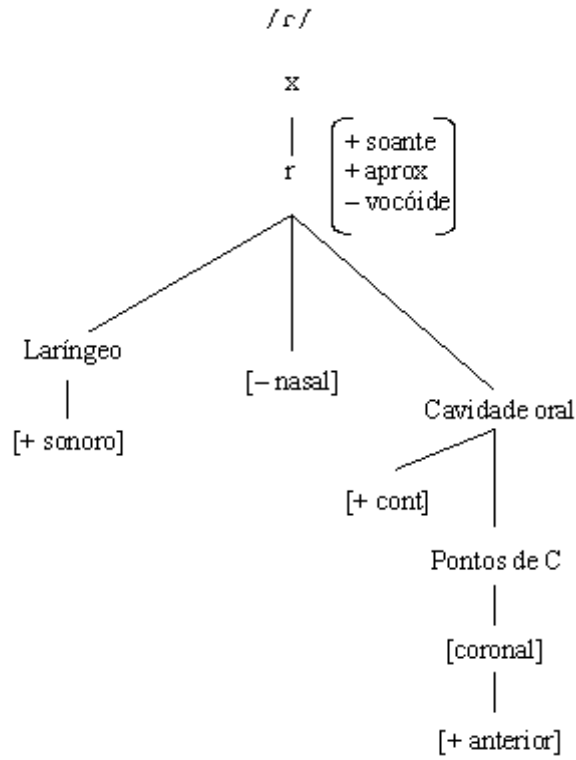 /ɾ/
x
r
+ soante
+ aprox
– vocóide
Laríngeo
[+ sonoro]
[– nasal]
Cavidade oral
[+ cont]
Pontos de C
[coronal]
[+ anterior]